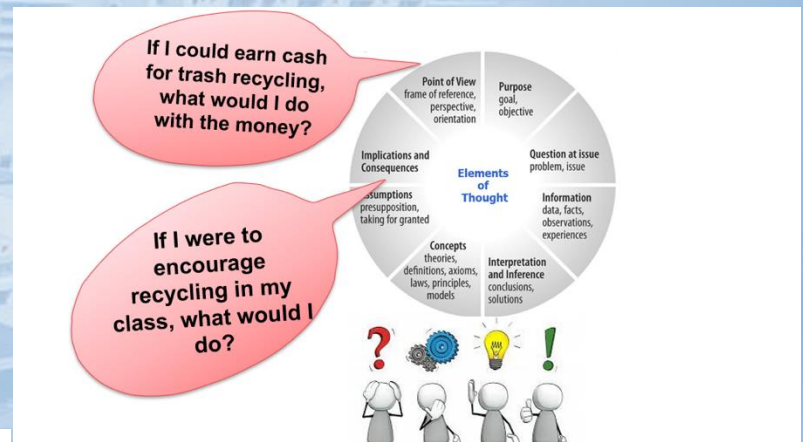 If I could earn cash
for trash recycling,
what would I do
with the money?
If I were to
encourage
recycling in my
class, what would I
do?
Point of View
frame of reference,
perspective,
orientation
Purpose
goal,
objective
Question at issue
problem, issue
Information
data, facts,
observations,
experiences
Interpretation
and Inference
conclusions,
solutions
Concepts
theories,
definitions, axioms,
laws, principles,
models
ssumptions
presupposition,
taking for granted
Implications and
Consequences
Elements
of
Thought